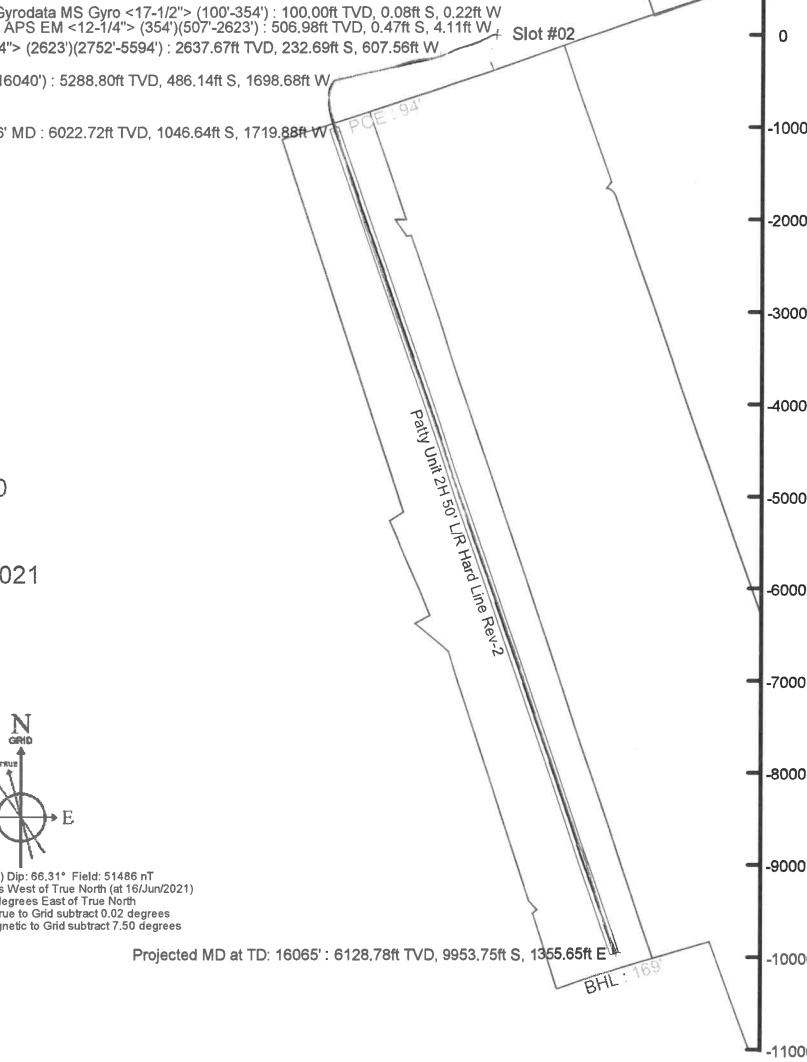 Gyrodata MS Gyro <17-1/2"> (100'-354') : 100.00ft TVD, 0.08ft S, 0.22ft W
APS EM <12-1/4"> (354')(507'-2623') : 506.98ft TVD, 0.47ft S, 4.11ft W
4"> (2623')(2752'-5594') : 2637.67ft TVD, 232.69ft S, 607.56ft W
16040') : 5288.80ft TVD, 486.14ft S, 1698.68ft W
' MD : 6022.72ft TVD, 1046.64ft S, 1719.88ft W
Slot #02
POE : 94'
0
-1000
-2000
-3000
-4000
-5000
-6000
-7000
-8000
-9000
-1000
-1100
Patty Unit 2H 50' L/R Hard Line Rev-2
0
021
N
GRID
TRUE
E
) Dip: 66.31° Field: 51486 nT
s West of True North (at 16/Jun/2021)
degrees East of True North
rue to Grid subtract 0.02 degrees
gnetic to Grid subtract 7.50 degrees
Projected MD at TD: 16065' : 6128.78ft TVD, 9953.75ft S, 1355.65ft E
BHL : 169'